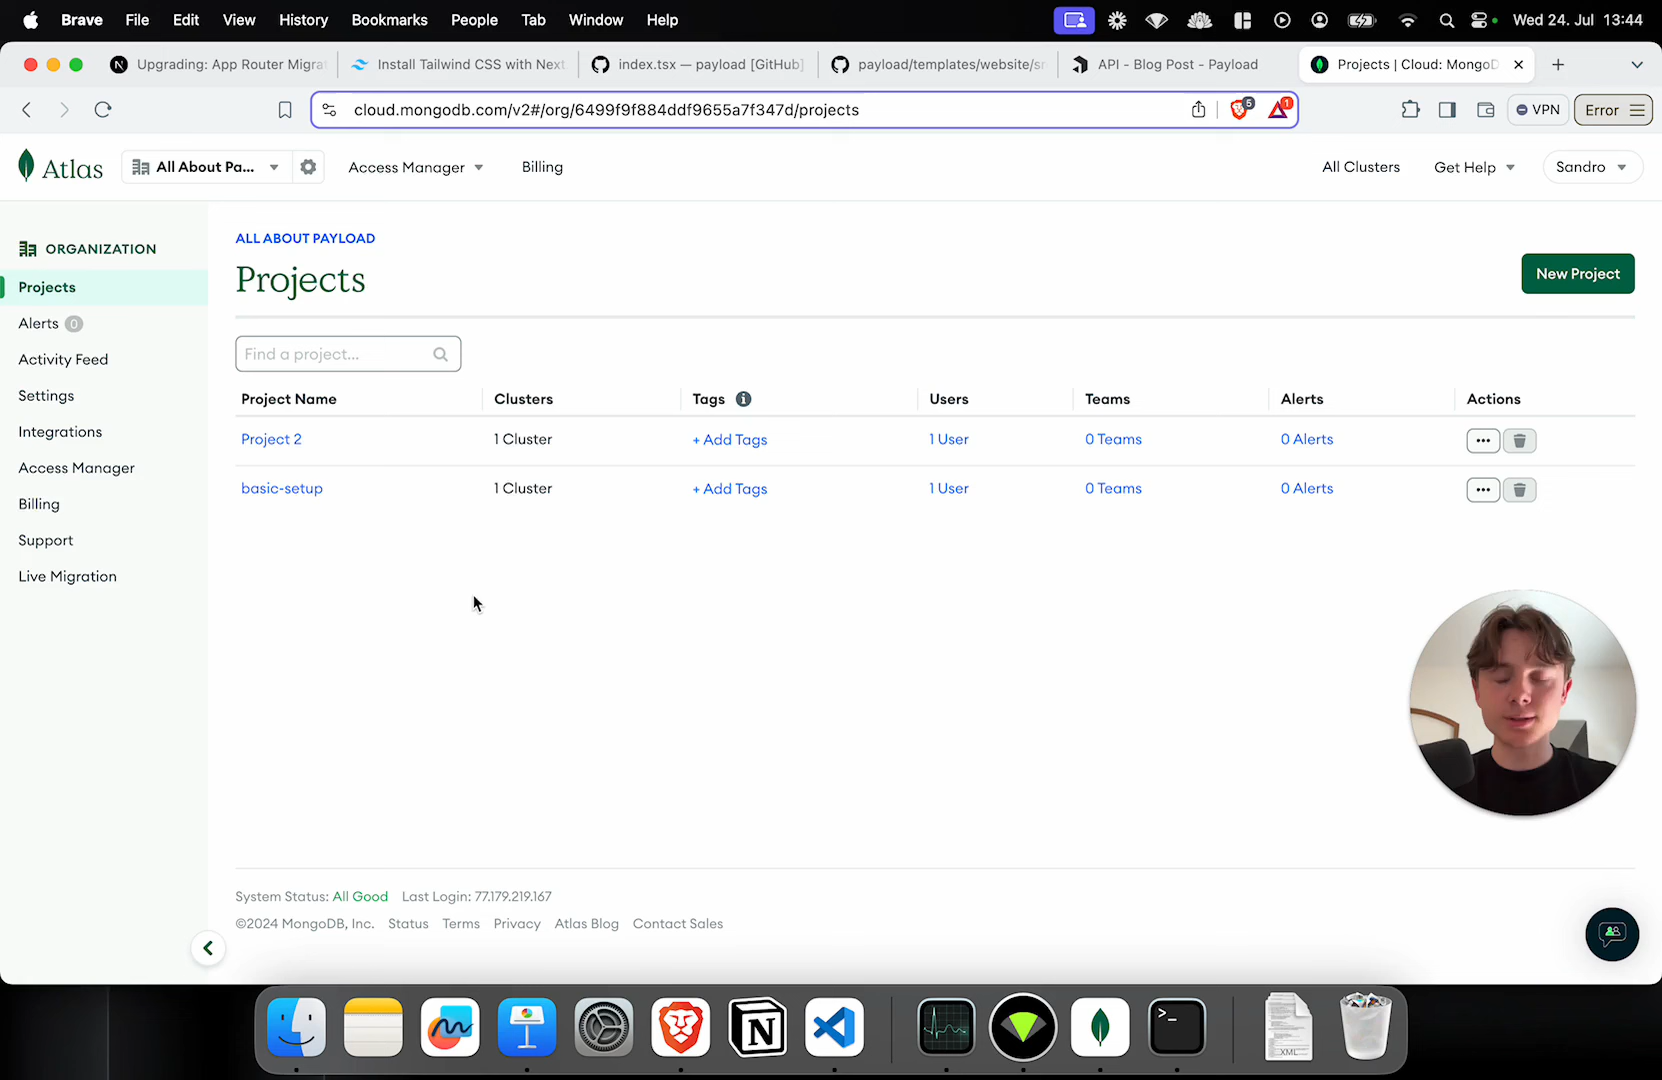 Brave File Edit View History Bookmarks People Tab Window Help Wed 24. Jul 13:44
Upgrading: App Router Migra Install Tailwind CSS with Next. index.tsx — payload [GitHub] payload/templates/website/sr API - Blog Post - Payload Projects | Cloud: MongoD
cloud.mongodb.com/v2#/org/6499f9f884ddf9655a7f347d/projects 5 1 VPN Error
Atlas All About Pa... Access Manager Billing All Clusters Get Help Sandro
ORGANIZATION
Projects
Alerts 0
Activity Feed
Settings
Integrations
Access Manager
Billing
Support
Live Migration
ALL ABOUT PAYLOAD
Projects
New Project
Find a project...
Project Name Clusters Tags Users Teams Alerts Actions
Project 2 1 Cluster + Add Tags 1 User 0 Teams 0 Alerts
basic-setup 1 Cluster + Add Tags 1 User 0 Teams 0 Alerts
System Status: All Good Last Login: 77.179.219.167
©2024 MongoDB, Inc. Status Terms Privacy Atlas Blog Contact Sales
XML